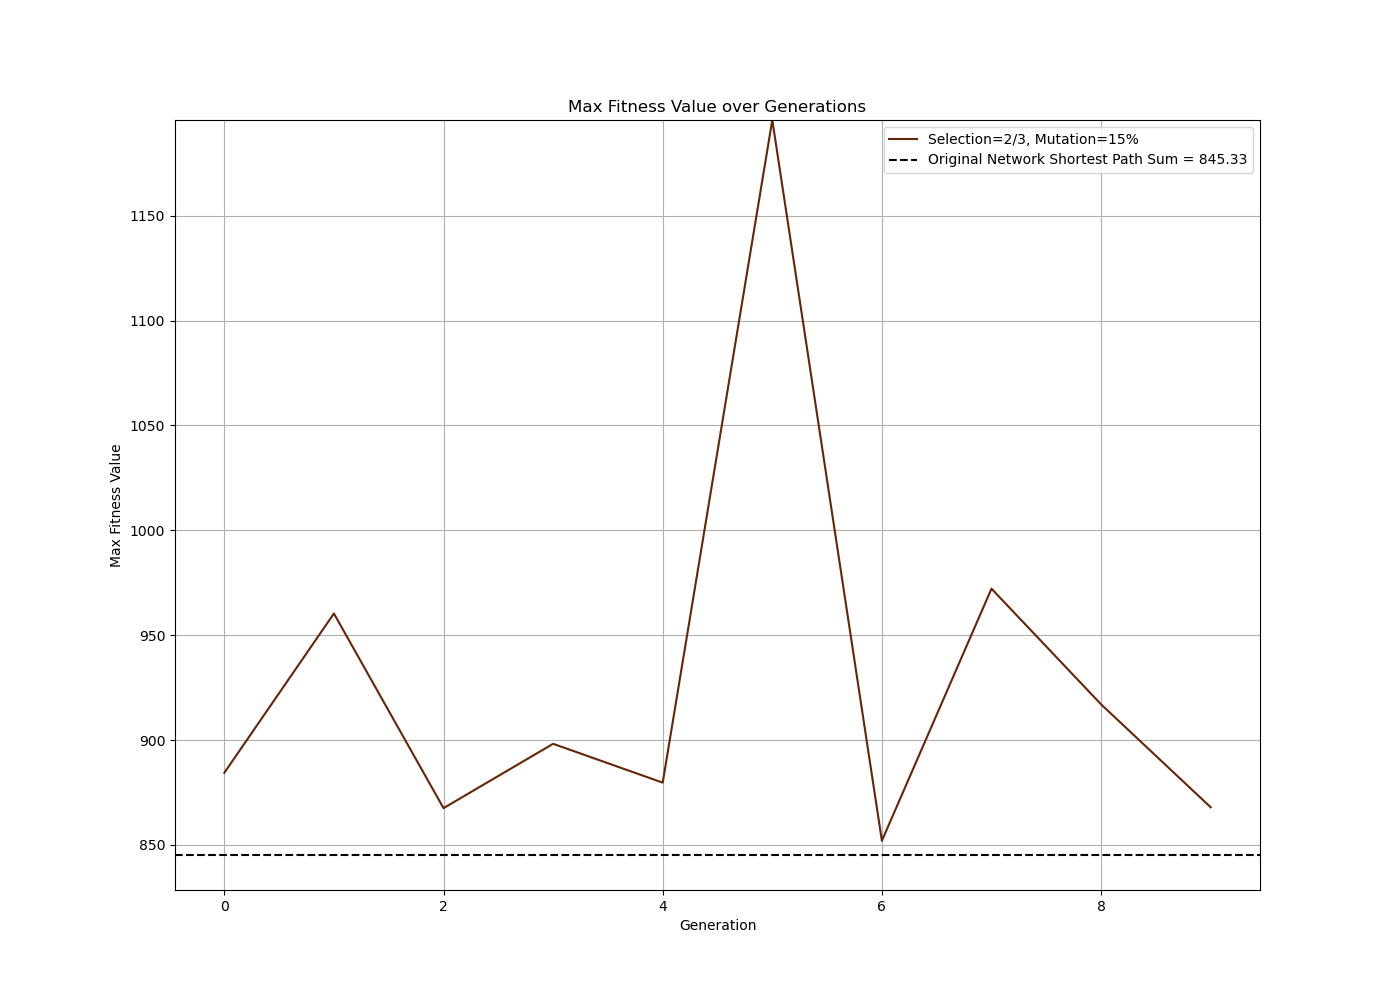 Max Fitness Value over Generations
Selection=2/3, Mutation=15%
Original Network Shortest Path Sum = 845.33
1150
1100
1050
1000
950
900
850
Max Fitness Value
0 2 4 6 8
Generation